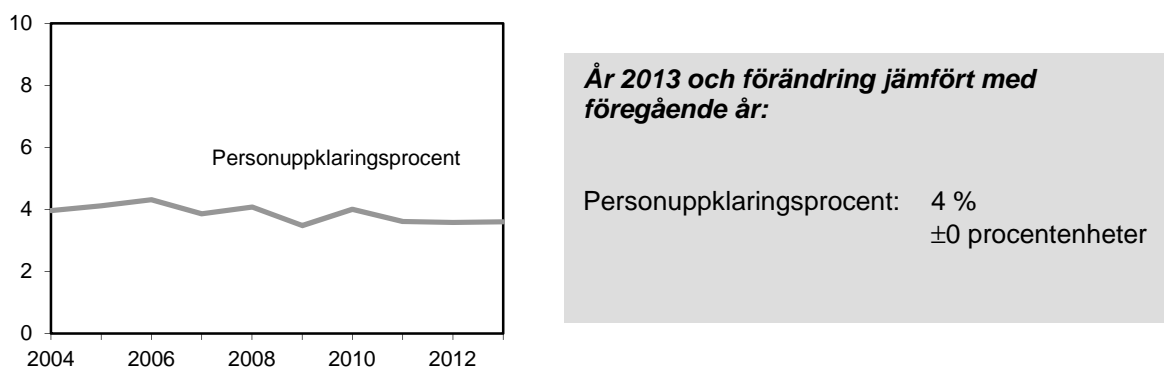 10
8
6
4
2
0
Personuppklaringsprocent
2004 2006 2008 2010 2012
År 2013 och förändring jämfört med
föregående år:
Personuppklaringsprocent: 4 %
±0 procentenheter